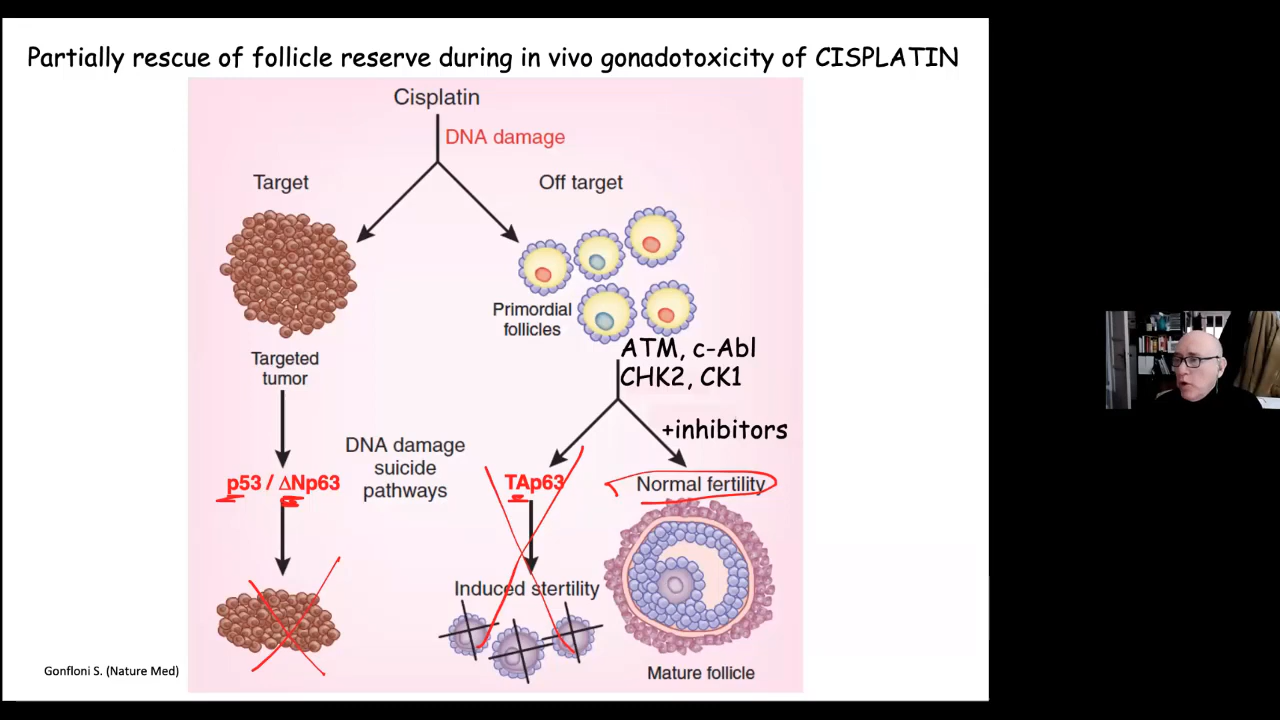 Partially rescue of follicle reserve during in vivo gonadotoxicity of CISPLATIN
Cisplatin
DNA damage
Target
Off target
Primordial
follicles
ATM, c-Abl
CHK2, CK1
Targeted
tumor
+inhibitors
DNA damage
suicide
pathways
p53 / ΔNp63
TAp63
Normal fertility
Induced stertility
Mature follicle
Gonfloni S. (Nature Med)